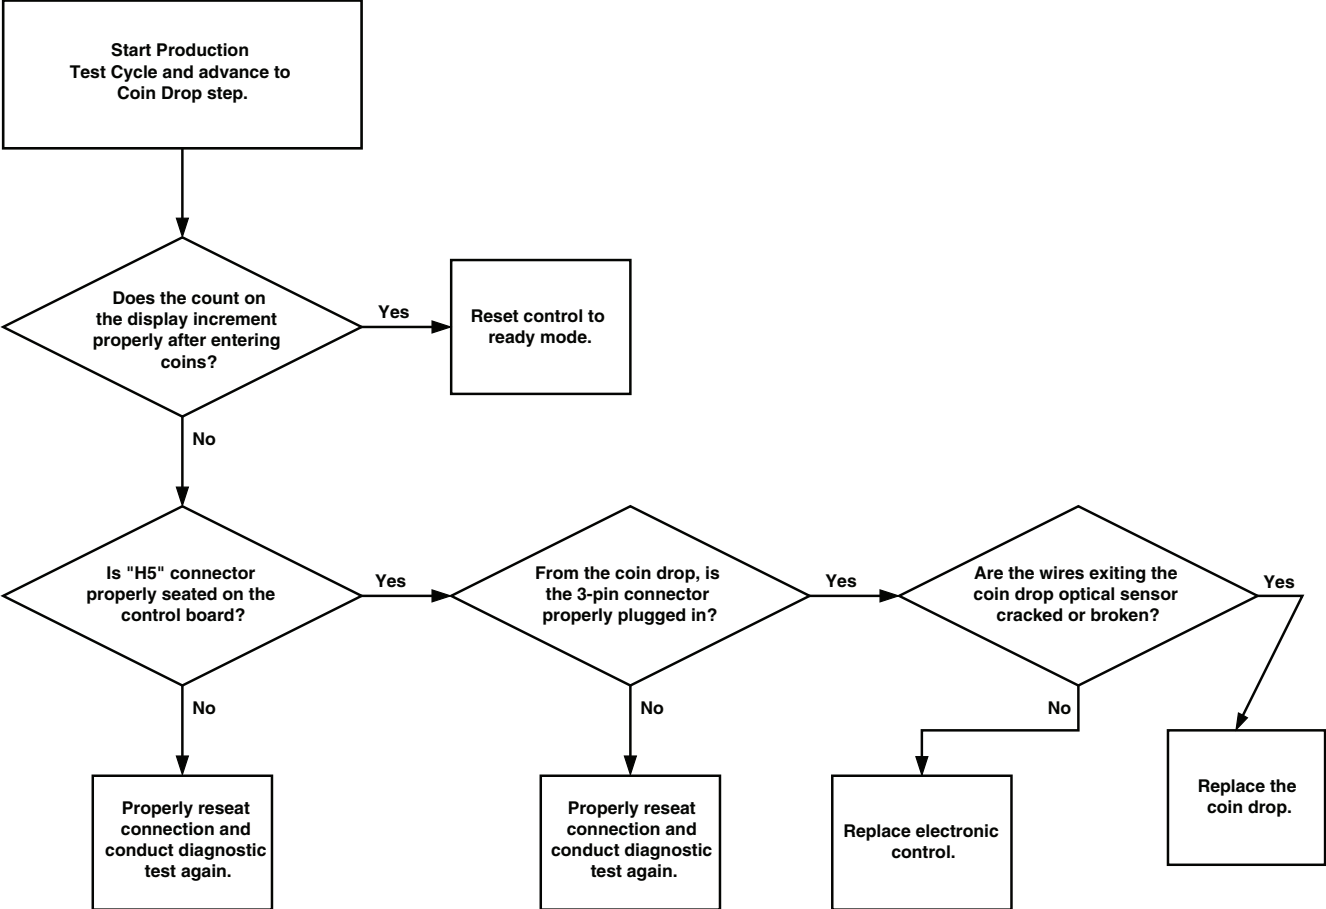 Start Production
Test Cycle and advance to
Coin Drop step.
Does the count on
the display increment
properly after entering
coins?
Yes
Reset control to
ready mode.
No
Is "H5" connector
properly seated on the
control board?
Yes
From the coin drop, is
the 3-pin connector
properly plugged in?
Yes
Are the wires exiting the
coin drop optical sensor
cracked or broken?
Yes
No
No
No
Properly reseat
connection and
conduct diagnostic
test again.
Properly reseat
connection and
conduct diagnostic
test again.
Replace electronic
control.
Replace the
coin drop.